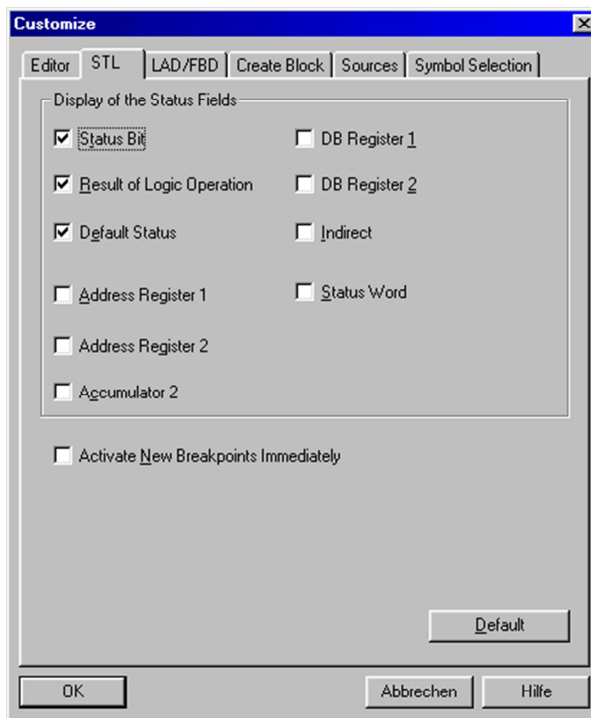 Customize
Editor STL LAD/FBD Create Block Sources Symbol Selection
Display of the Status Fields
Status Bit DB Register 1
Result of Logic Operation DB Register 2
Default Status Indirect
Address Register 1 Status Word
Address Register 2
Accumulator 2
Activate New Breakpoints Immediately
Default
OK Abbrechen Hilfe